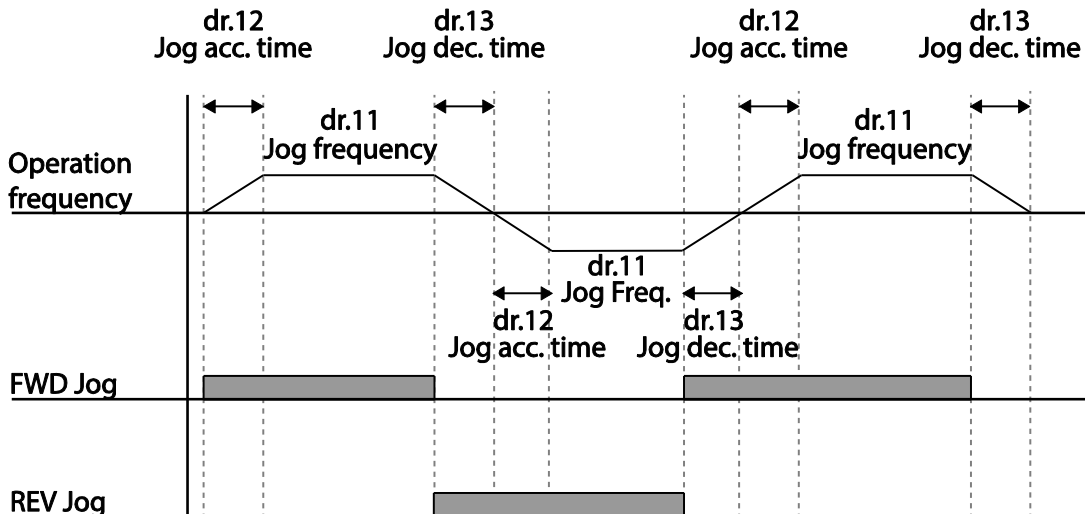 dr.12
Jog acc. time
dr.13
Jog dec. time
dr.12
Jog acc. time
dr.13
Jog dec. time
dr.11
Jog frequency
dr.11
Jog frequency
Operation
frequency
dr.11
Jog Freq.
dr.12
Jog acc. time
dr.13
Jog dec. time
FWD Jog
REV Jog